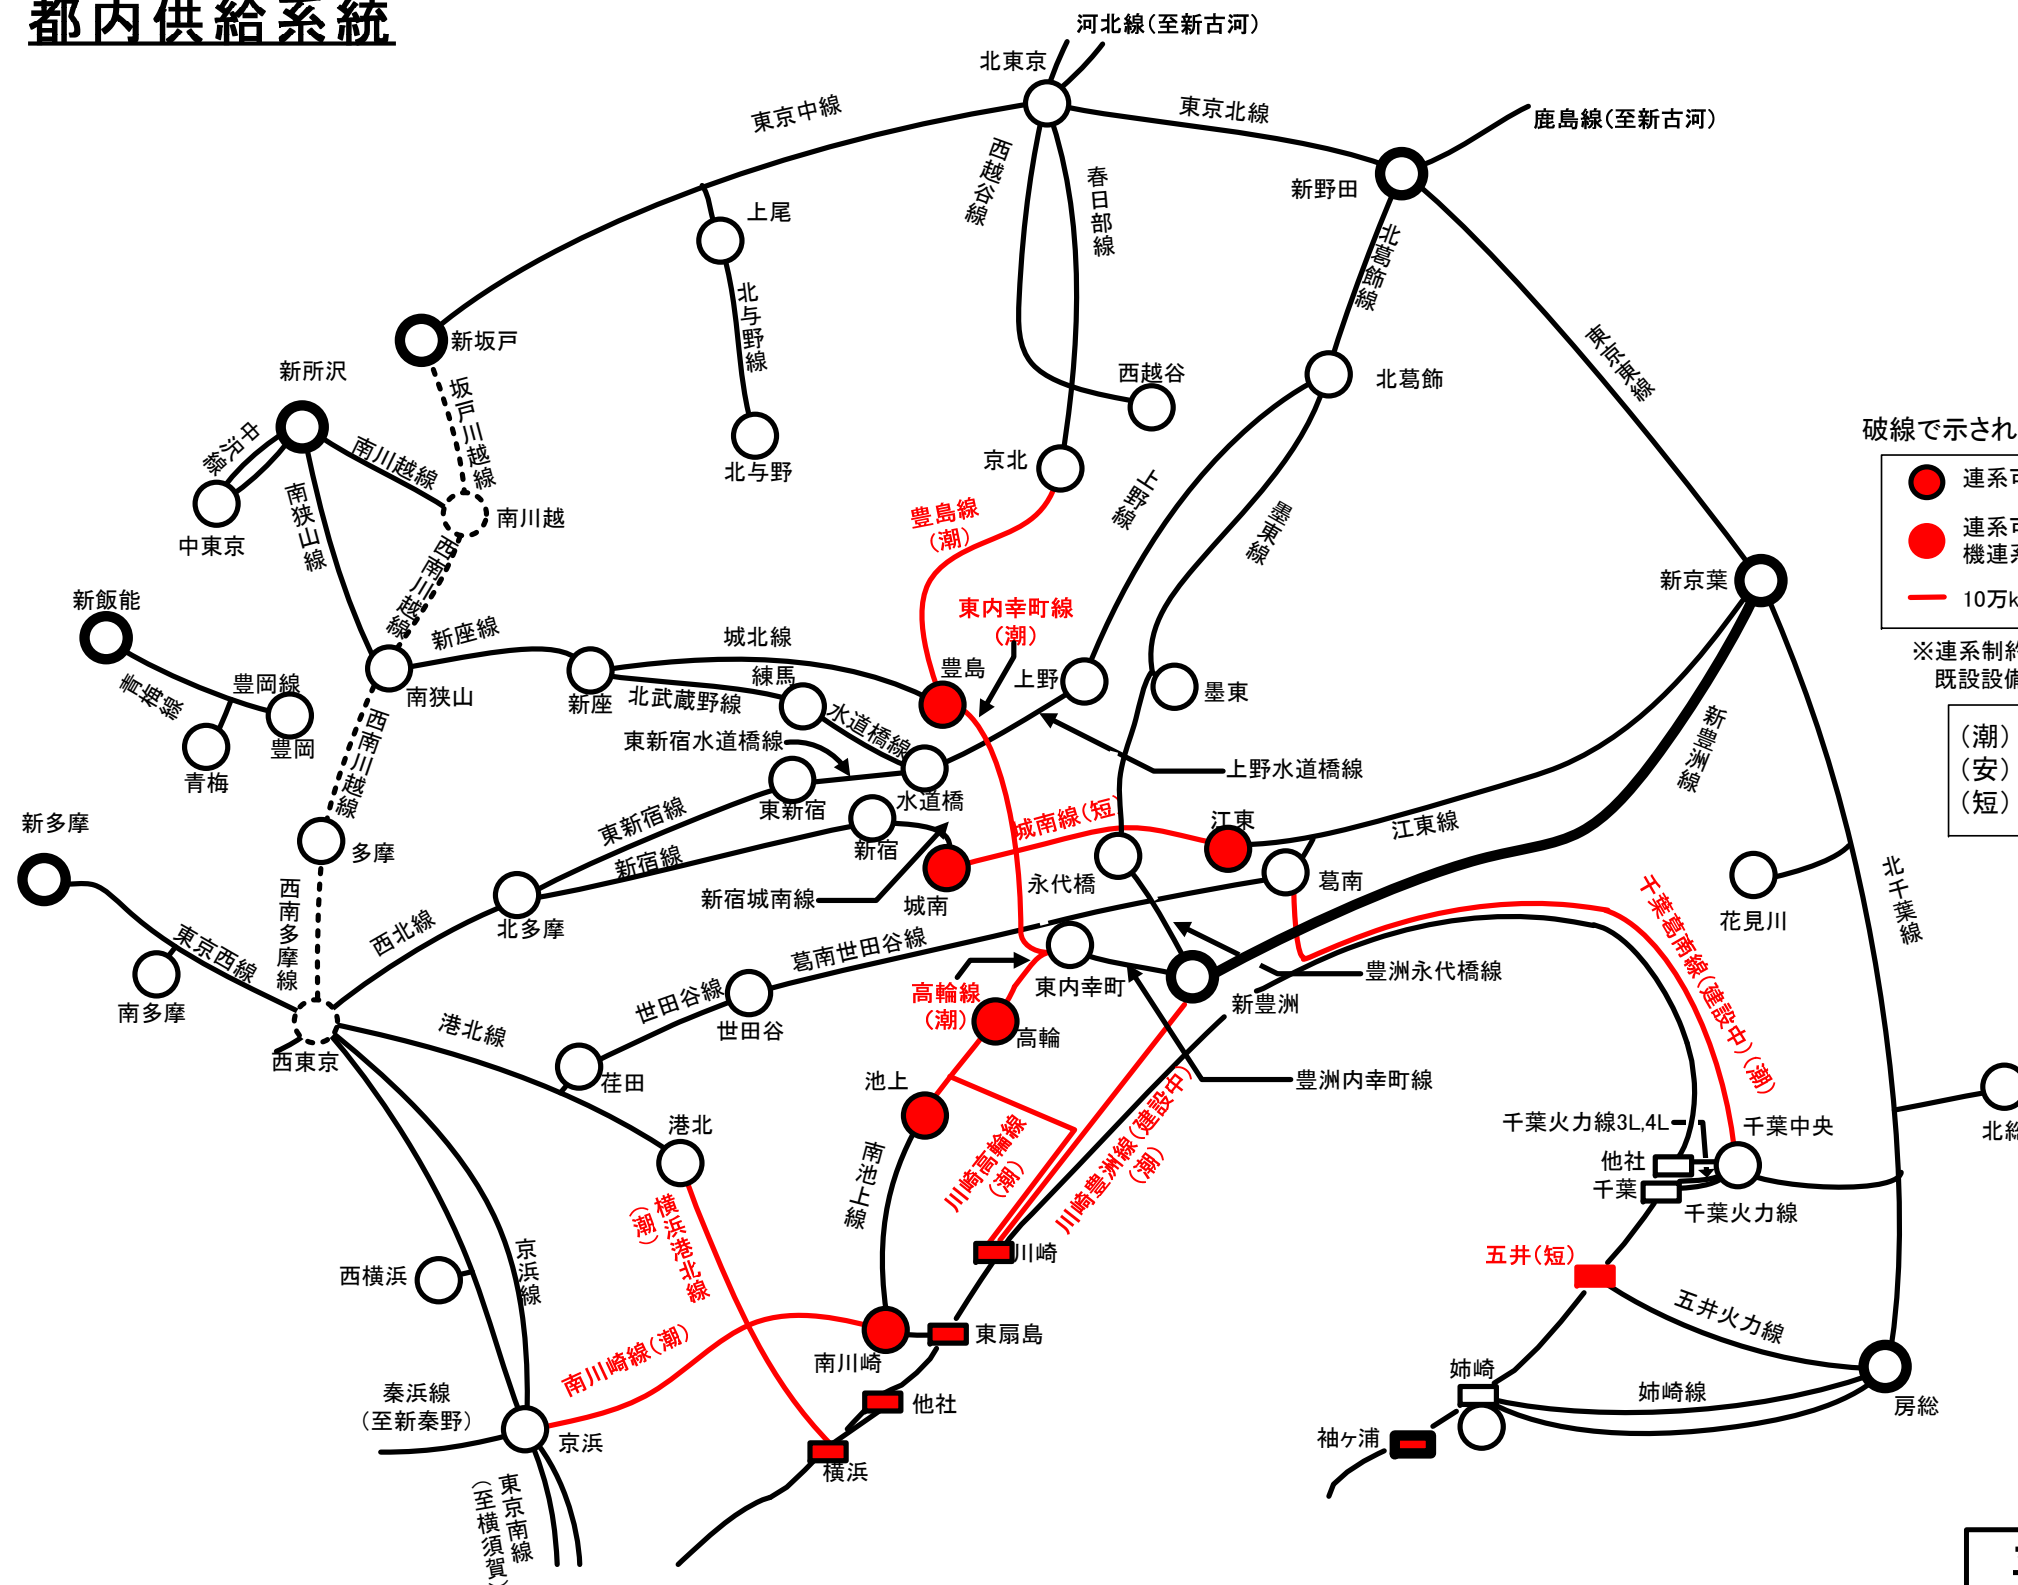 都内供給系統
河北線(至新古河)
北東京
東京中線
東京北線
鹿島線(至新古河)
西越谷線
春日部線
新野田
上尾
北葛飾線
北与野線
新坂戸
東京東線
新所沢
西越谷
北葛飾
坂戸川越線
中沢線
南川越線
破線で示され
京北
北与野
上野線
連系可
南狭山線
豊島線
(潮)
墨東線
南川越
中東京
連系可
機連系
西南川越線
新京葉
新飯能
10万k
東内幸町線
(潮)
新座線
城北線
※連系制約
既設設備
豊島
練馬
上野
墨東
青梅線
豊岡線
南狭山
新座
北武蔵野線
水道橋線
新豊洲線
西南川越線
豊岡
東新宿水道橋線
(潮)
(安)
(短)
青梅
上野水道橋線
水道橋
東新宿
東新宿線
新多摩
城南線(短)
江東
江東線
多摩
新宿
新宿線
永代橋
葛南
北千葉線
西南多摩線
新宿城南線
城南
千葉葛南線(建設中)(潮)
花見川
北多摩
西北線
東京西線
葛南世田谷線
豊洲永代橋線
東内幸町
高輪線
(潮)
新豊洲
世田谷線
世田谷
南多摩
港北線
高輪
西東京
荏田
池上
豊洲内幸町線
港北
千葉火力線3L,4L
千葉中央
北総
川崎高輪線
(潮)
川崎豊洲線(建設中)
(潮)
南池上線
他社
千葉
千葉火力線
横浜港北線
(潮)
京浜線
川崎
五井(短)
西横浜
五井火力線
東扇島
南川崎線(潮)
南川崎
姉崎
姉崎線
房総
秦浜線
(至新秦野)
他社
京浜
袖ヶ浦
横浜
東京南線
(至横須賀)